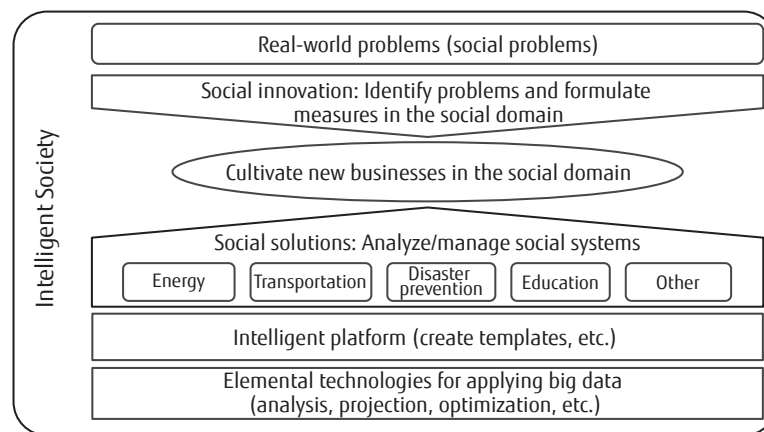 Intelligent Society
Real-world problems (social problems)
Social innovation: Identify problems and formulate
measures in the social domain
Cultivate new businesses in the social domain
Social solutions: Analyze/manage social systems
Energy
Transportation
Disaster
prevention
Education
Other
Intelligent platform (create templates, etc.)
Elemental technologies for applying big data
(analysis, projection, optimization, etc.)